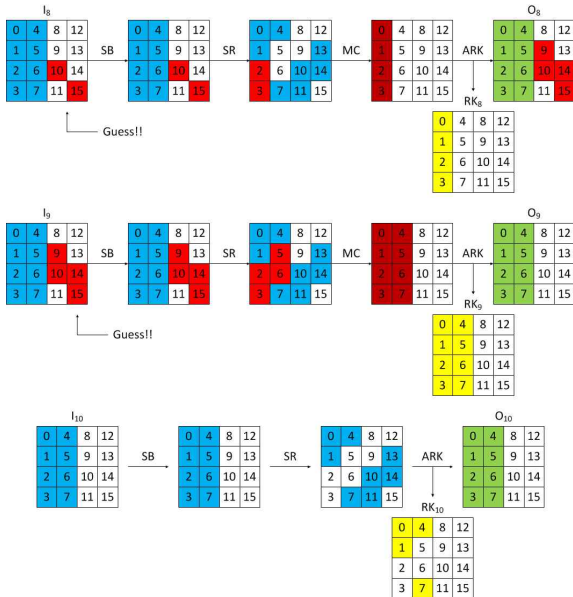 I8 O8
0 4 8 12 0 4 8 12 0 4 8 12 0 4 8 12 0 4 8 12
1 5 9 13 SB 1 5 9 13 SR 1 5 9 13 MC 1 5 9 13 ARK 1 5 9 13
2 6 10 14 2 6 10 14 2 6 10 14 2 6 10 14 2 6 10 14
3 7 11 15 3 7 11 15 3 7 11 15 3 7 11 15 3 7 11 15
RK8
0 4 8 12
Guess!! 1 5 9 13
2 6 10 14
3 7 11 15
I9 O9
0 4 8 12 0 4 8 12 0 4 8 12 0 4 8 12 0 4 8 12
1 5 9 13 SB 1 5 9 13 SR 1 5 9 13 MC 1 5 9 13 ARK 1 5 9 13
2 6 10 14 2 6 10 14 2 6 10 14 2 6 10 14 2 6 10 14
3 7 11 15 3 7 11 15 3 7 11 15 3 7 11 15 3 7 11 15
RK9
0 4 8 12
Guess!! 1 5 9 13
2 6 10 14
3 7 11 15
I10 O10
0 4 8 12 0 4 8 12 0 4 8 12 0 4 8 12
1 5 9 13 SB 1 5 9 13 SR 1 5 9 13 ARK 1 5 9 13
2 6 10 14 2 6 10 14 2 6 10 14 2 6 10 14
3 7 11 15 3 7 11 15 3 7 11 15 3 7 11 15
RK10
0 4 8 12
1 5 9 13
2 6 10 14
3 7 11 15